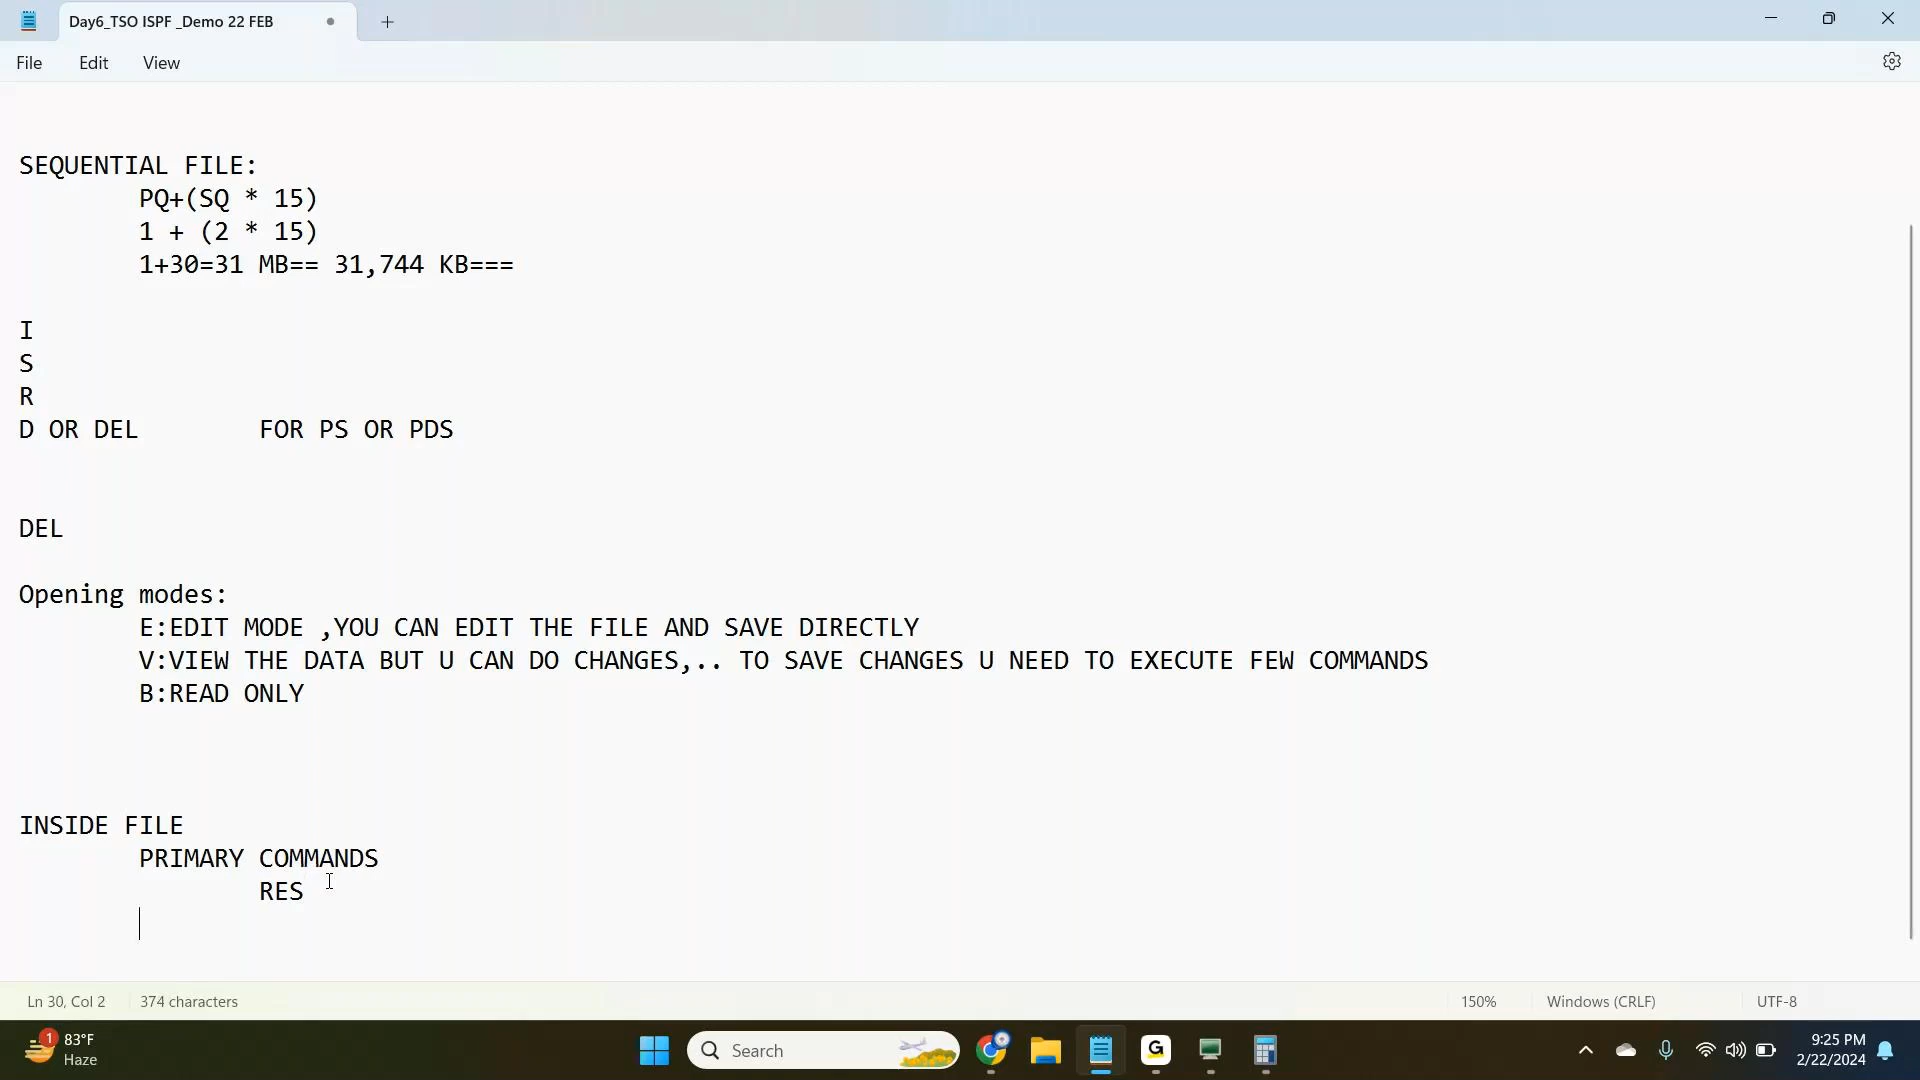 Day6_TSO ISPF _Demo 22 FEB
File Edit View
SEQUENTIAL FILE:
PQ+(SQ * 15)
1 + (2 * 15)
1+30=31 MB== 31,744 KB===
I
S
R
D OR DEL FOR PS OR PDS
DEL
Opening modes:
E:EDIT MODE ,YOU CAN EDIT THE FILE AND SAVE DIRECTLY
V:VIEW THE DATA BUT U CAN DO CHANGES,.. TO SAVE CHANGES U NEED TO EXECUTE FEW COMMANDS
B:READ ONLY
INSIDE FILE
PRIMARY COMMANDS
RES
Ln 30, Col 2 374 characters 150% Windows (CRLF) UTF-8
1 83°F
Haze
Search
G
9:25 PM
2/22/2024